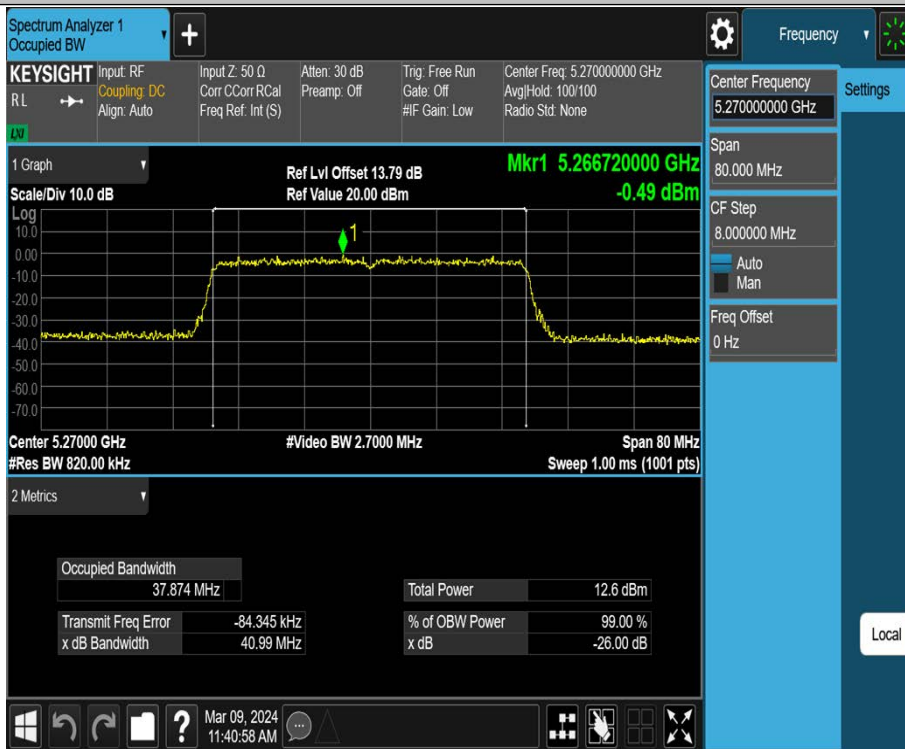 Spectrum Analyzer 1
Occupied BW
+
Frequency
KEYSIGHT
RL
LXI
Input: RF
Coupling: DC
Align: Auto
Input Z: 50 Ω
Corr CCorr RCal
Freq Ref: Int (S)
Atten: 30 dB
Preamp: Off
Trig: Free Run
Gate: Off
#IF Gain: Low
Center Freq: 5.270000000 GHz
Avg|Hold: 100/100
Radio Std: None
Center Frequency
5.270000000 GHz
Settings
Span
80.000 MHz
CF Step
8.000000 MHz
Auto
Man
Freq Offset
0 Hz
Local
1 Graph
Scale/Div 10.0 dB
Ref Lvl Offset 13.79 dB
Ref Value 20.00 dBm
Mkr1 5.266720000 GHz
-0.49 dBm
Log
10.0
0.00
-10.0
-20.0
-30.0
-40.0
-50.0
-60.0
-70.0
1
Center 5.27000 GHz
#Res BW 820.00 kHz
#Video BW 2.7000 MHz
Span 80 MHz
Sweep 1.00 ms (1001 pts)
2 Metrics
Occupied Bandwidth
37.874 MHz
Total Power 12.6 dBm
Transmit Freq Error -84.345 kHz
% of OBW Power 99.00 %
x dB Bandwidth 40.99 MHz
x dB -26.00 dB
?
Mar 09, 2024
11:40:58 AM